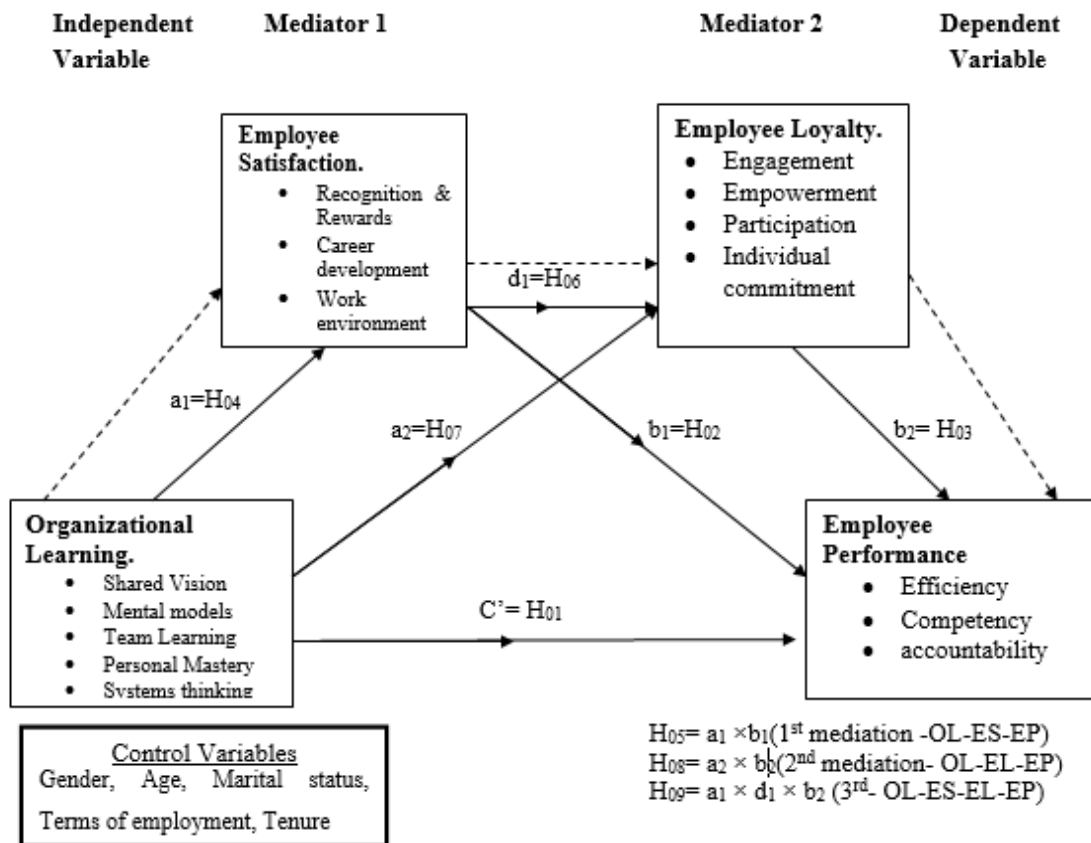 Independent
Variable
Mediator 1
Mediator 2
Dependent
Variable
Employee
Satisfaction.
• Recognition &
Rewards
• Career
development
• Work
environment
Employee Loyalty.
• Engagement
• Empowerment
• Participation
• Individual
commitment
d₁=H₀₆
a₁=H₀₄
a₂=H₀₇
b₁=H₀₂
b₂= H₀₃
Organizational
Learning.
• Shared Vision
• Mental models
• Team Learning
• Personal Mastery
• Systems thinking
C’= H₀₁
Employee
Performance
• Efficiency
• Competency
• accountability
Control Variables
Gender, Age, Marital status,
Terms of employment, Tenure
H₀₅= a₁ ×b₁(1ˢᵗ mediation -OL-ES-EP)
H₀₈= a₂ × b₂(2ⁿᵈ mediation- OL-EL-EP)
H₀₉= a₁ × d₁ × b₂ (3ʳᵈ- OL-ES-EL-EP)